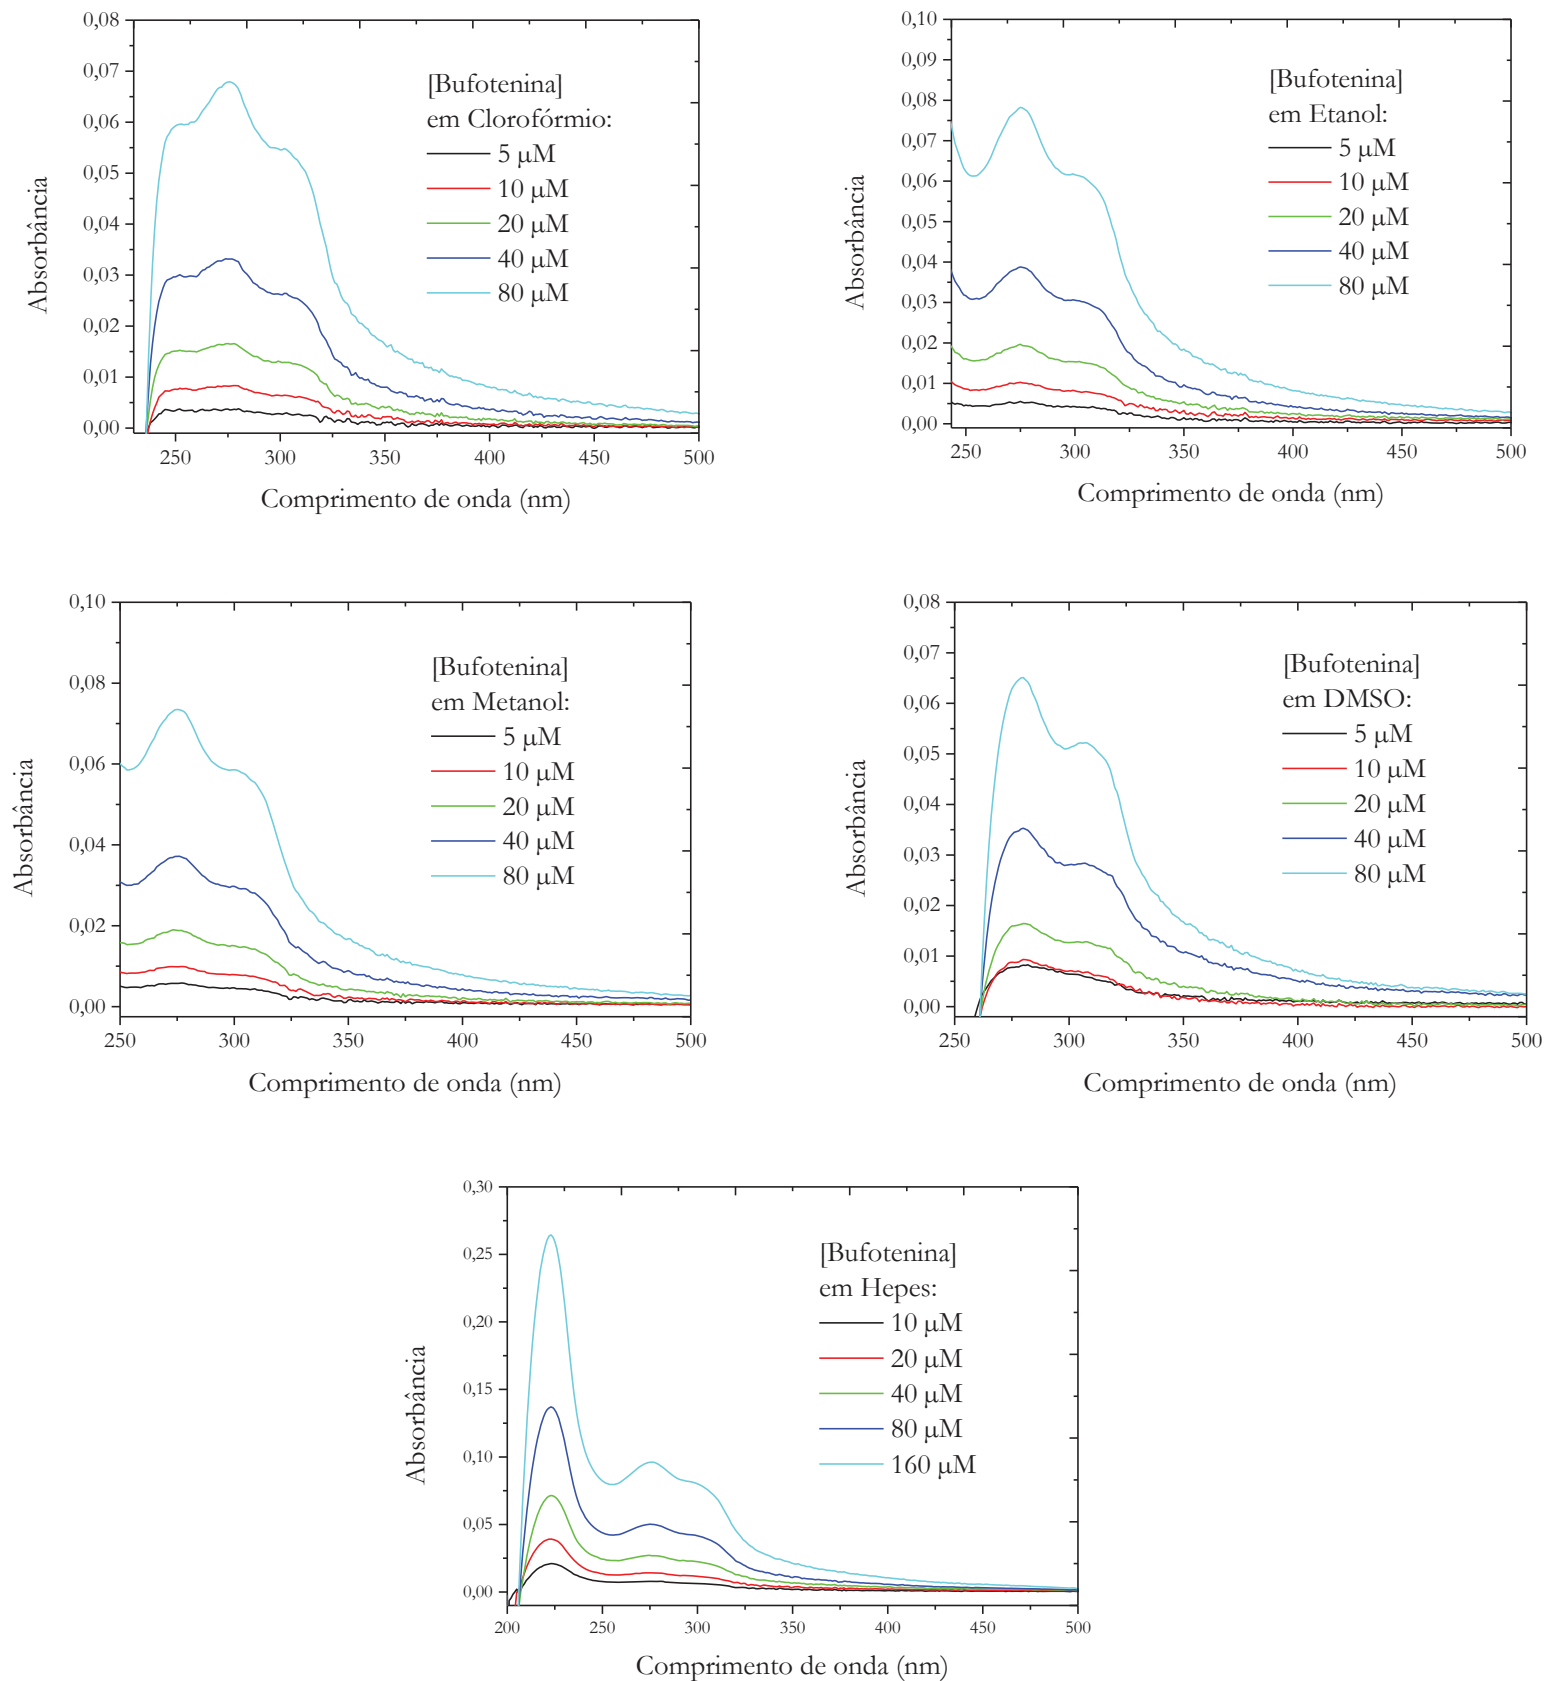 0,08
0,07
0,06
0,05
0,04
0,03
0,02
0,01
0,00
Absorbância
[Bufotenina]
em Clorofórmio:
5 µM
10 µM
20 µM
40 µM
80 µM
250 300 350 400 450 500
Comprimento de onda (nm)
0,10
0,09
0,08
0,07
0,06
0,05
0,04
0,03
0,02
0,01
0,00
Absorbância
[Bufotenina]
em Etanol:
5 µM
10 µM
20 µM
40 µM
80 µM
250 300 350 400 450 500
Comprimento de onda (nm)
0,10
0,08
0,06
0,04
0,02
0,00
Absorbância
[Bufotenina]
em Metanol:
5 µM
10 µM
20 µM
40 µM
80 µM
250 300 350 400 450 500
Comprimento de onda (nm)
0,08
0,07
0,06
0,05
0,04
0,03
0,02
0,01
0,00
Absorbância
[Bufotenina]
em DMSO:
5 µM
10 µM
20 µM
40 µM
80 µM
250 300 350 400 450 500
Comprimento de onda (nm)
0,30
0,25
0,20
0,15
0,10
0,05
0,00
Absorbância
[Bufotenina]
em Hepes:
10 µM
20 µM
40 µM
80 µM
160 µM
200 250 300 350 400 450 500
Comprimento de onda (nm)